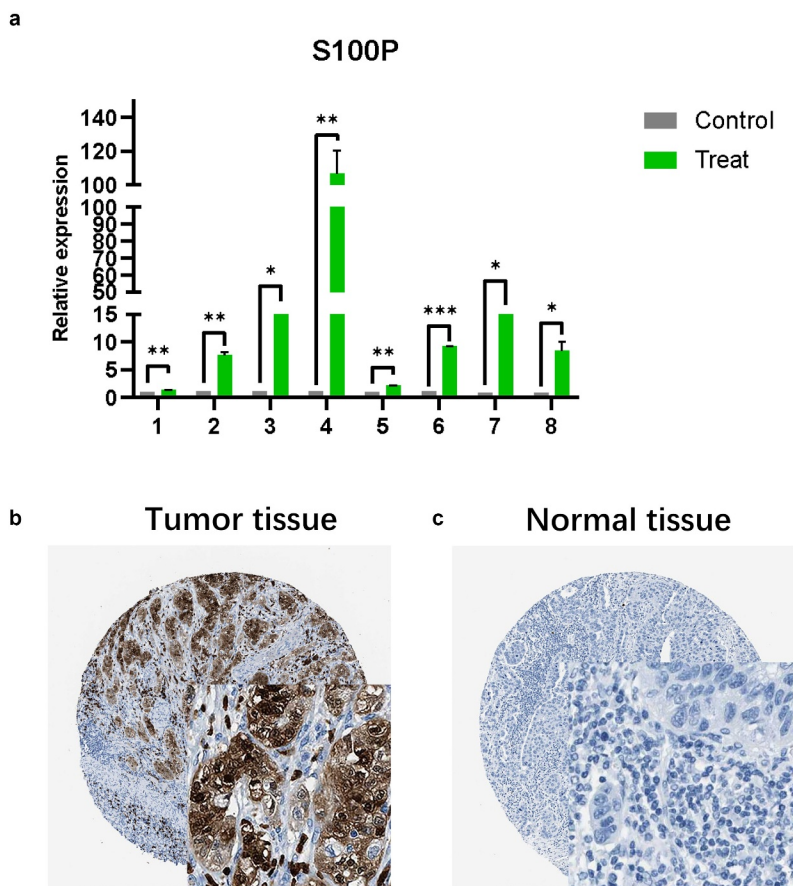 a
S100P
Control
Treat
Relative expression
140
120
100
100
90
80
70
60
50
15
10
5
0
** ** * ** ** *** * *
1 2 3 4 5 6 7 8
b Tumor tissue c Normal tissue